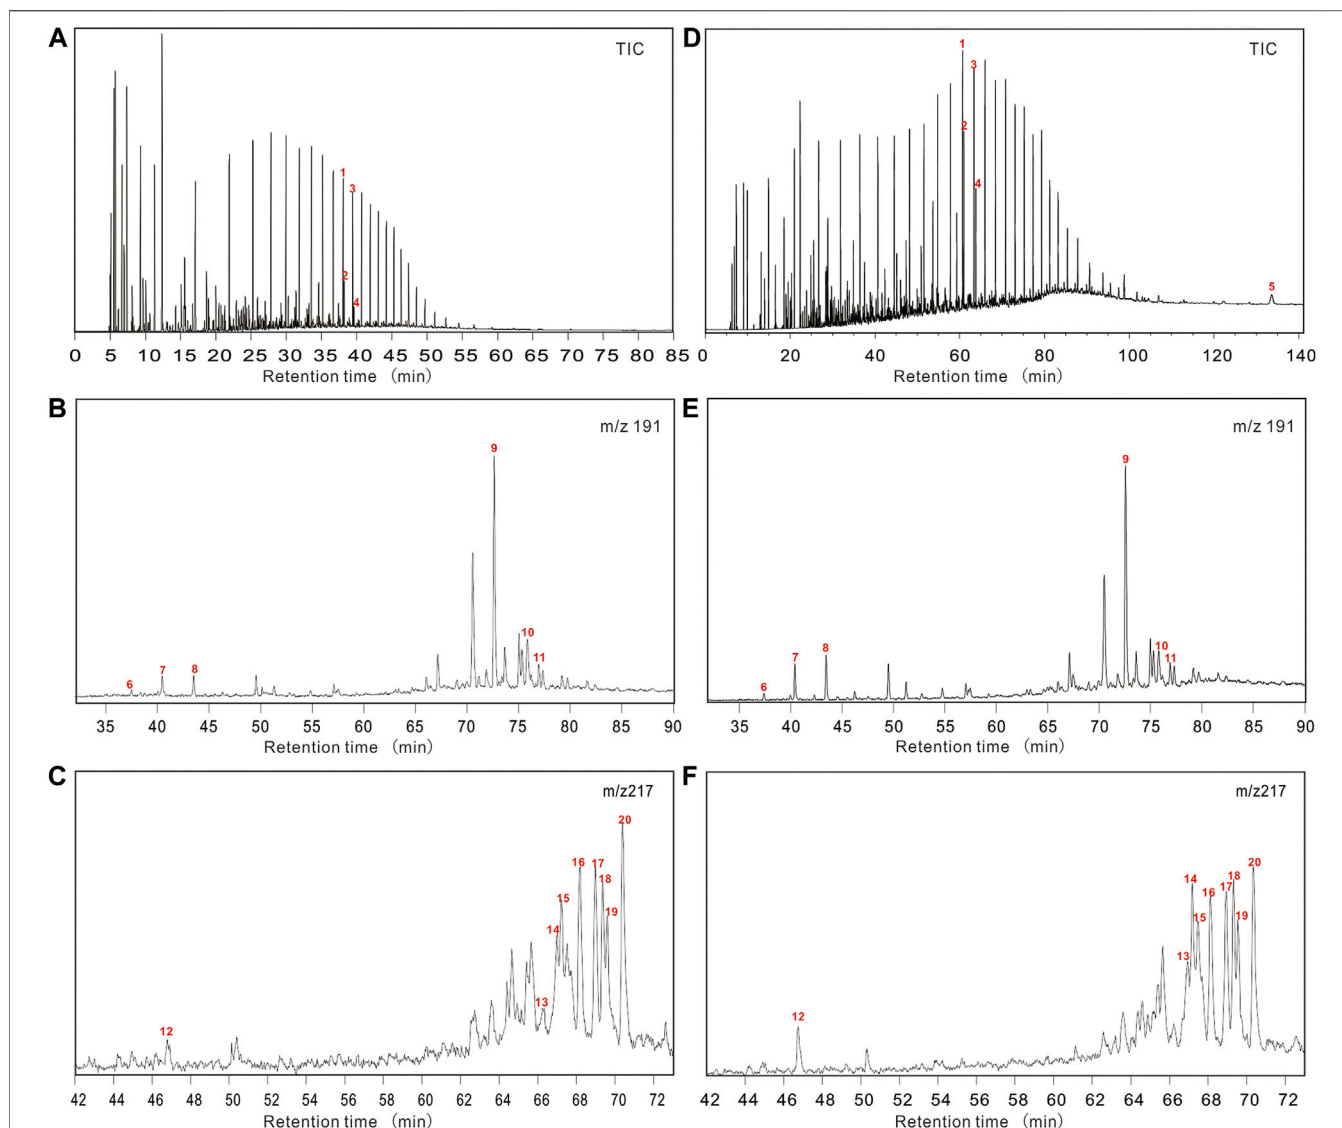 A
TIC
1
3
2
4
0 5 10 15 20 25 30 35 40 45 50 55 60 65 70 75 80 85
Retention time (min)
D
TIC
1
3
2
4
5
0 20 40 60 80 100 120 140
Retention time (min)
B
m/z 191
9
10
11
7
8
6
35 40 45 50 55 60 65 70 75 80 85 90
Retention time (min)
E
m/z 191
9
10
11
8
7
6
35 40 45 50 55 60 65 70 75 80 85 90
Retention time (min)
C
m/z217
20
16 17
18
15
19
14
13
12
42 44 46 48 50 52 54 56 58 60 62 64 66 68 70 72
Retention time (min)
F
m/z217
20
14 18
17
16
15 19
13
12
42 44 46 48 50 52 54 56 58 60 62 64 66 68 70 72
Retention time (min)